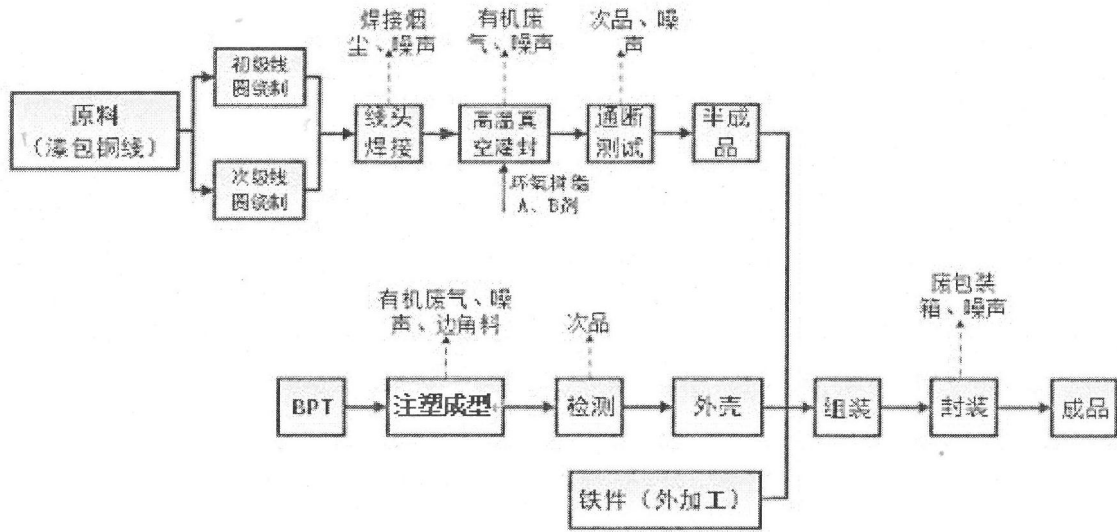 焊接烟
尘、噪声
有机废
气、噪声
次品、噪
声
初级线
圈绕制
原料
（漆包铜线）
次级线
圈绕制
线头
焊接
高温真
空灌封
通断
测试
半成
品
环氧树脂
A、B剂
有机废气、噪
声、边角料
次品
废包装
箱、噪声
BPT
注塑成型
检测
外壳
组装
封装
成品
铁件（外加工）